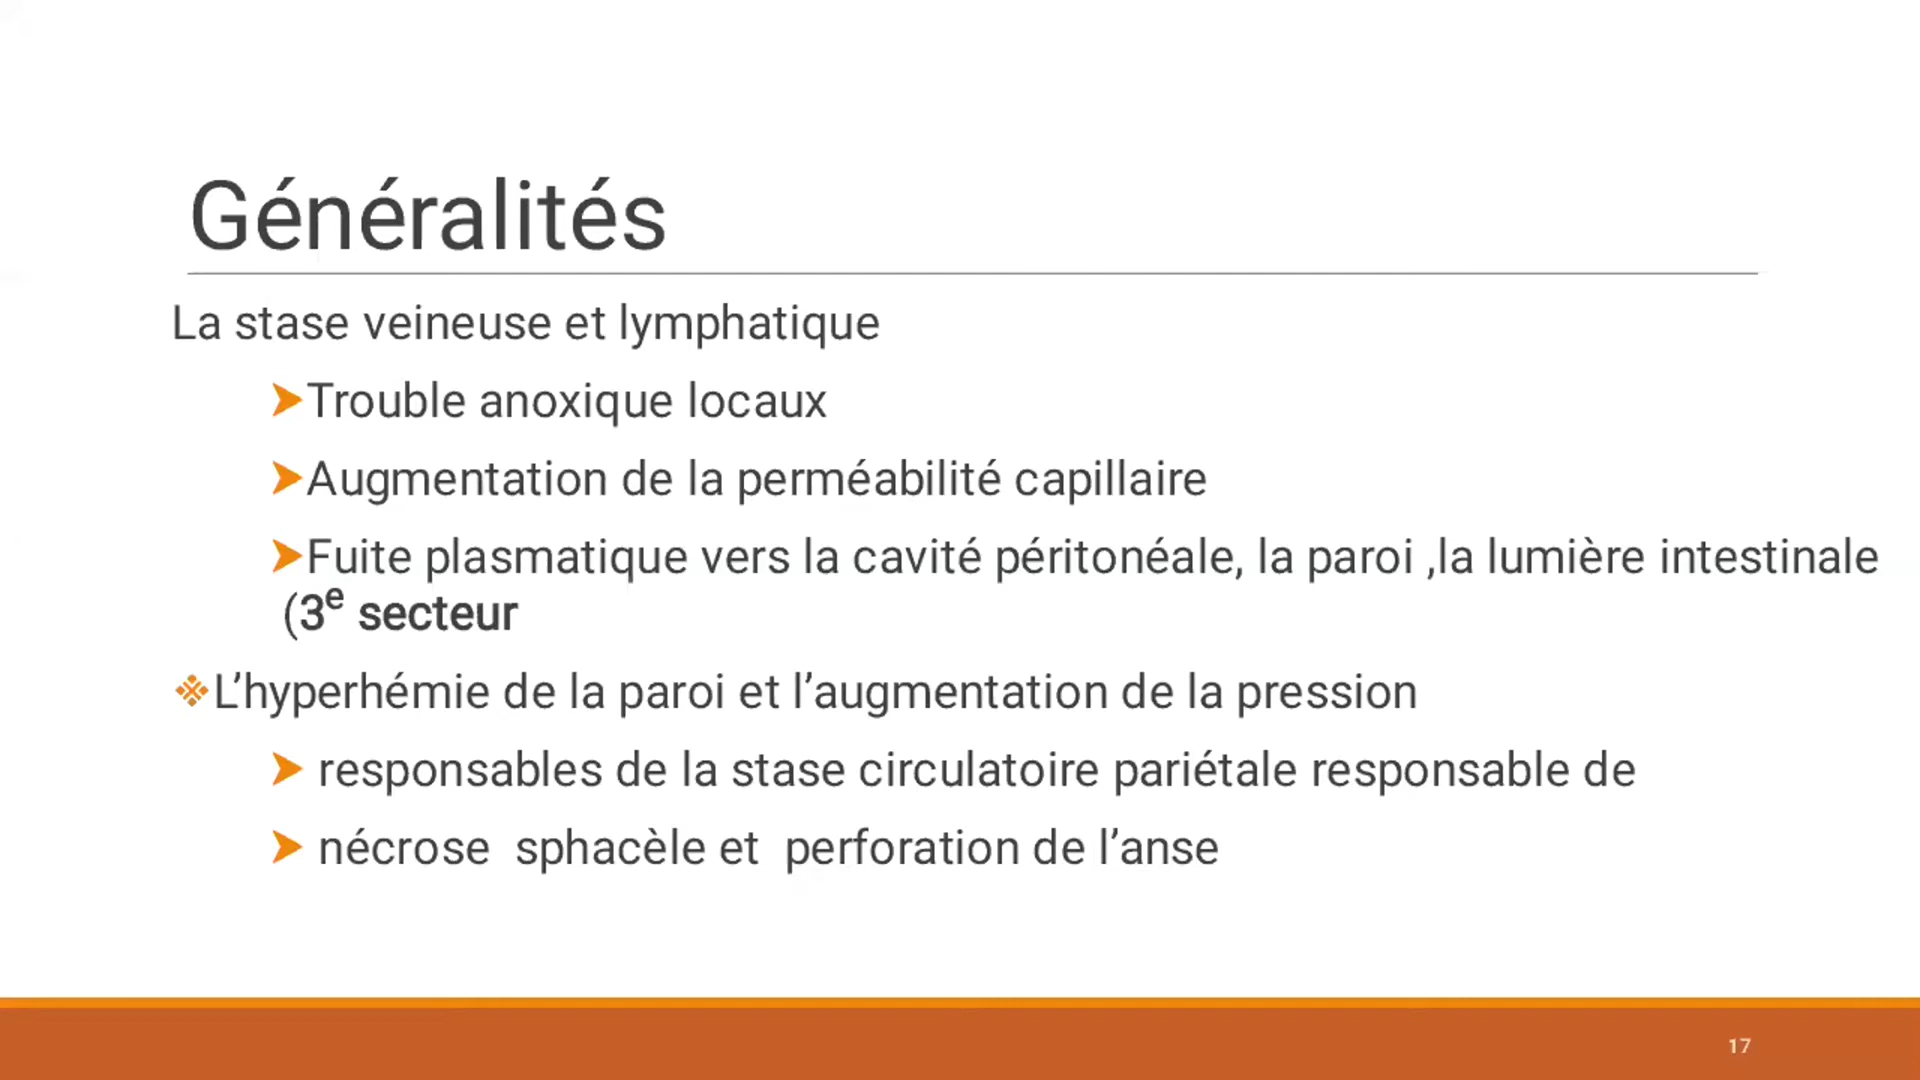 Généralités
La stase veineuse et lymphatique
➤Trouble anoxique locaux
➤Augmentation de la perméabilité capillaire
➤Fuite plasmatique vers la cavité péritonéale, la paroi ,la lumière intestinale
(3e secteur
❖L’hyperhémie de la paroi et l’augmentation de la pression
➤ responsables de la stase circulatoire pariétale responsable de
➤ nécrose  sphacèle et  perforation de l’anse
17